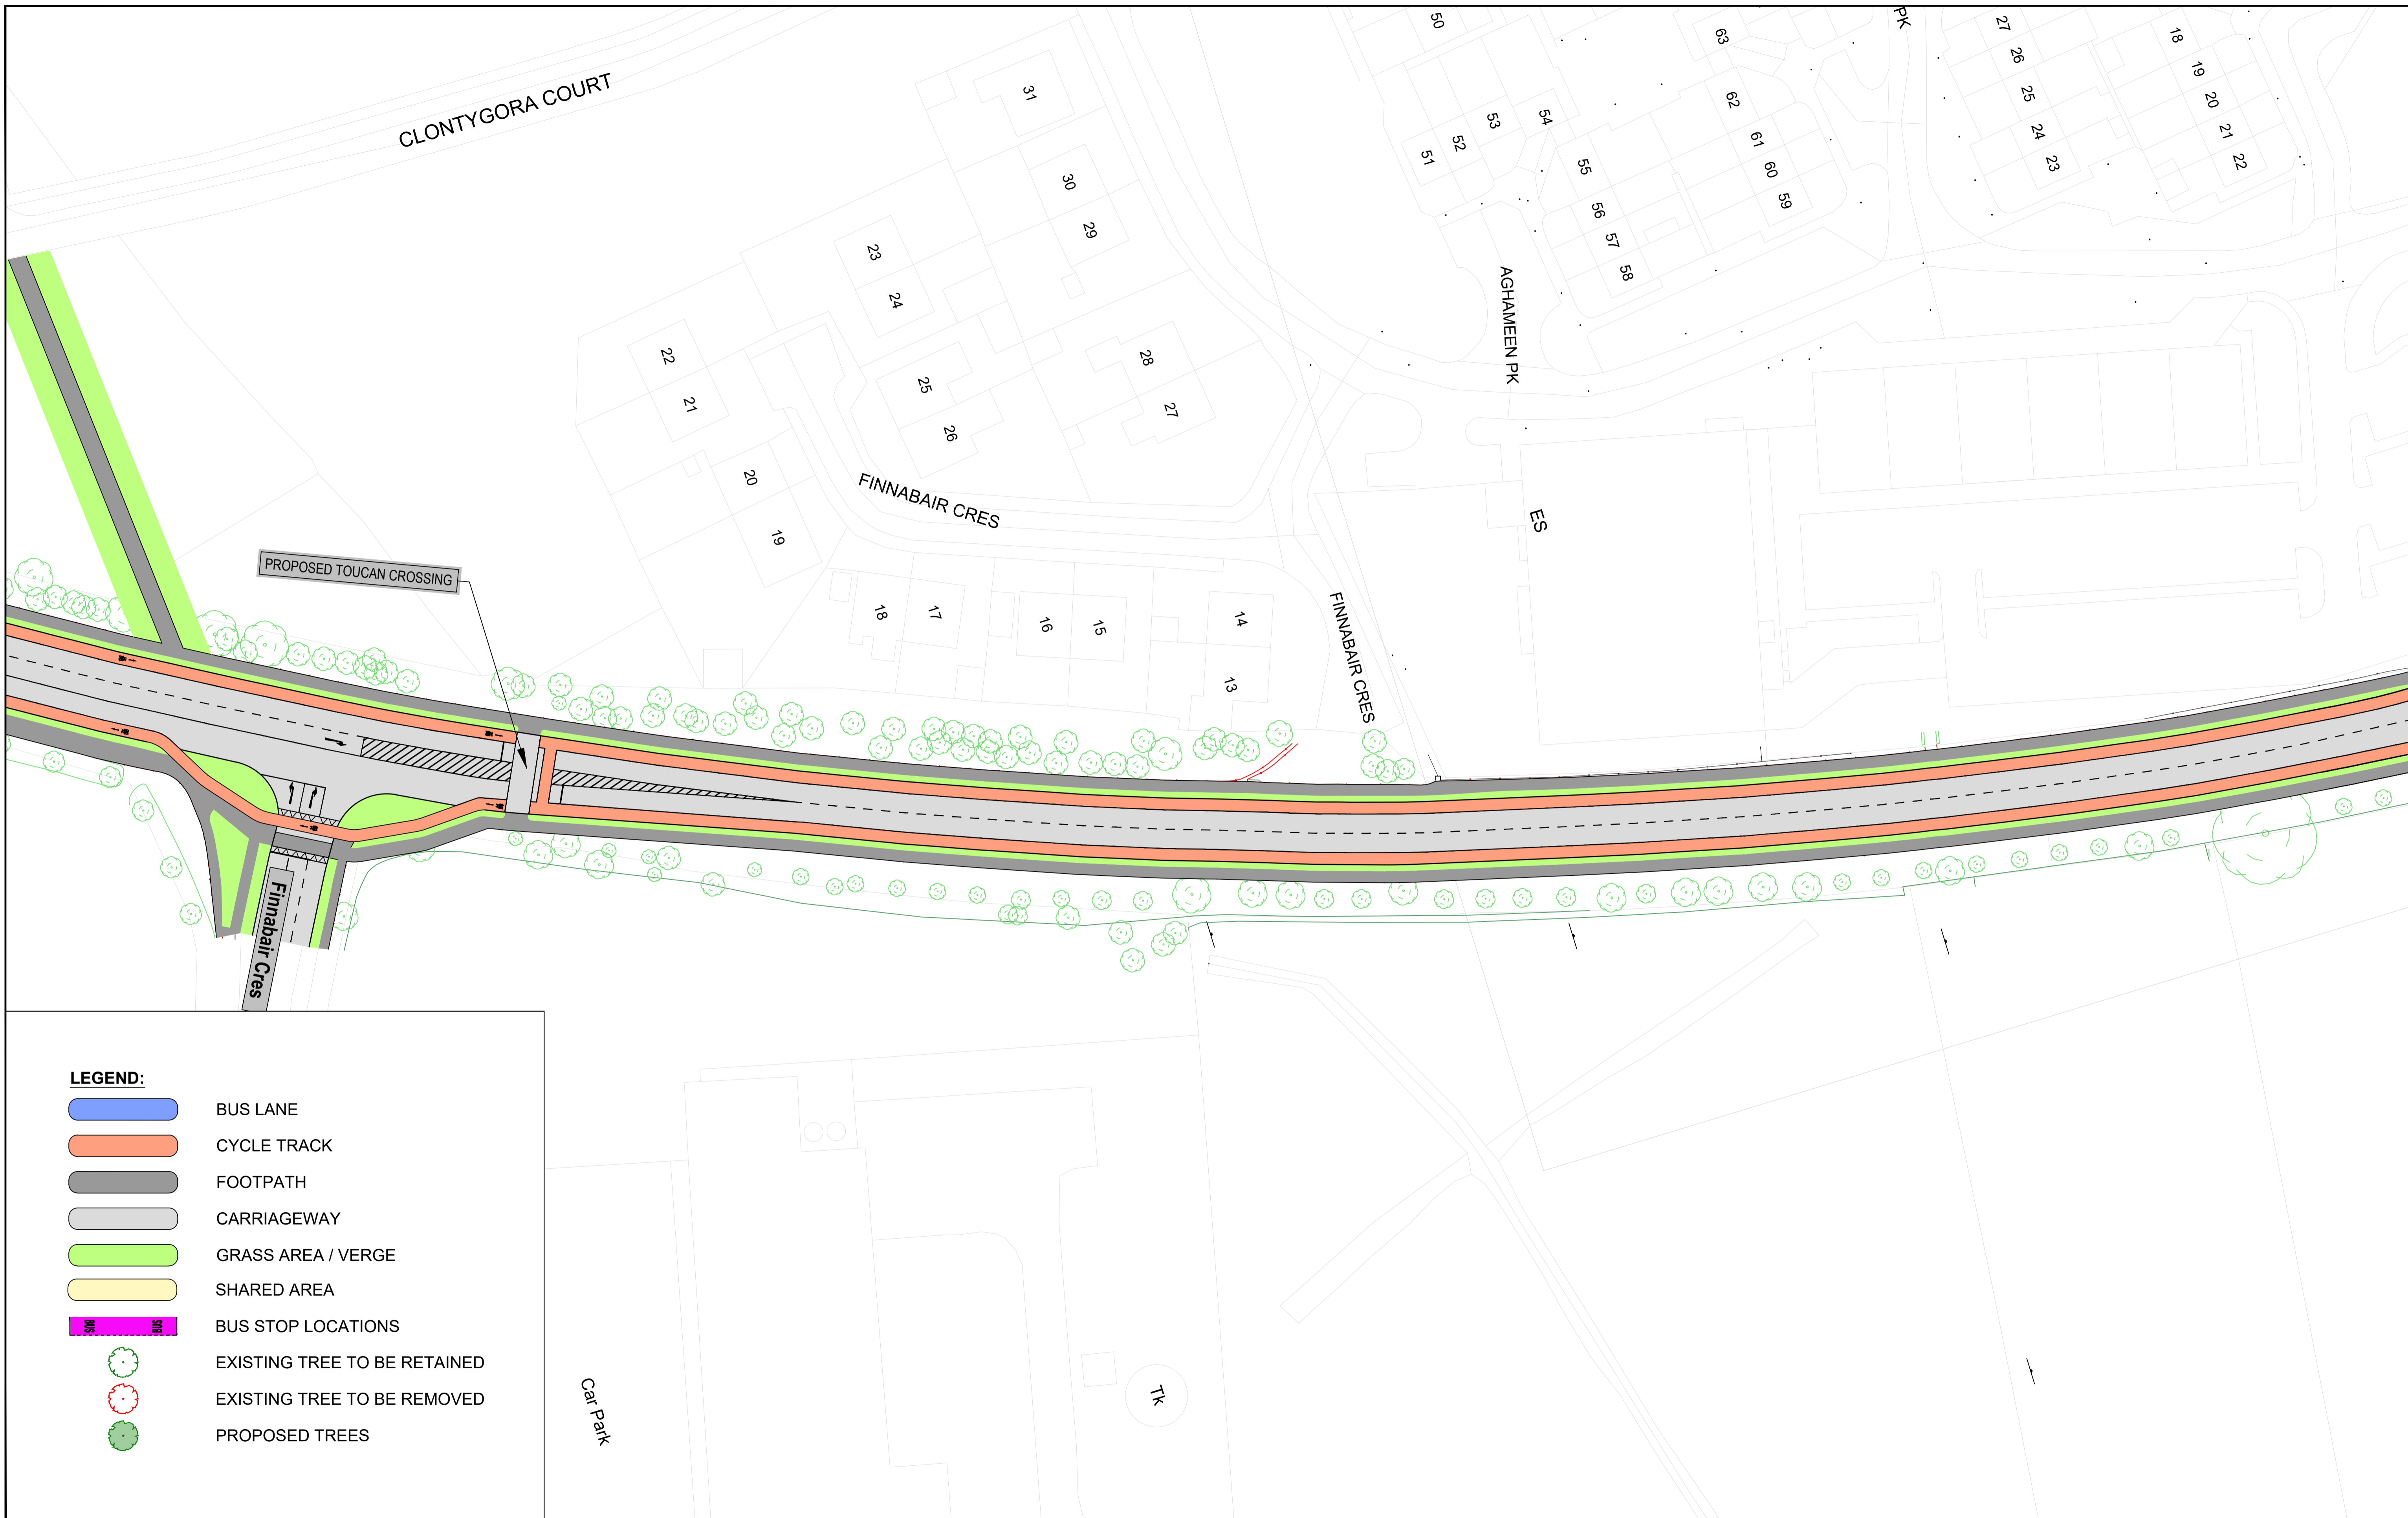 CLONTYGORA COURT
31
30
29
23
24
22
21
25
26
28
27
20
19
FINNABAIR CRES
18
17
16
15
14
13
FINNABAIR CRES
50
51
52
53
54
55
56
57
58
63
62
61
60
59
PK
27
26
25
24
23
18
19
20
21
22
AGHAMEEN PK
ES
PROPOSED TOUCAN CROSSING
Finnabair Cres
LEGEND:
BUS LANE
CYCLE TRACK
FOOTPATH
CARRIAGEWAY
GRASS AREA / VERGE
SHARED AREA
BUS BUS
BUS STOP LOCATIONS
EXISTING TREE TO BE RETAINED
EXISTING TREE TO BE REMOVED
PROPOSED TREES
Car Park
Tk